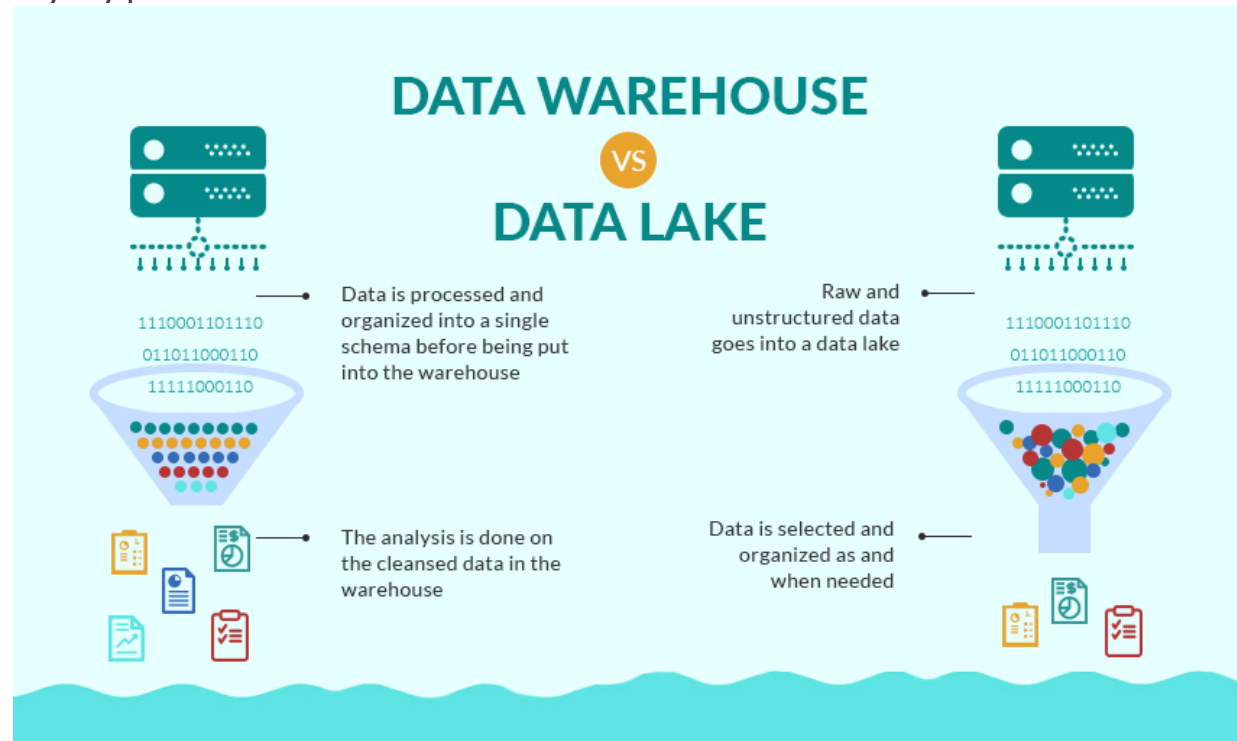 DATA WAREHOUSE
VS
DATA LAKE
Data is processed and
organized into a single
schema before being put
into the warehouse
Raw and
unstructured data
goes into a data lake
1110001101110
011011000110
11111000110
1110001101110
011011000110
11111000110
The analysis is done on
the cleansed data in the
warehouse
Data is selected and
organized as and
when needed